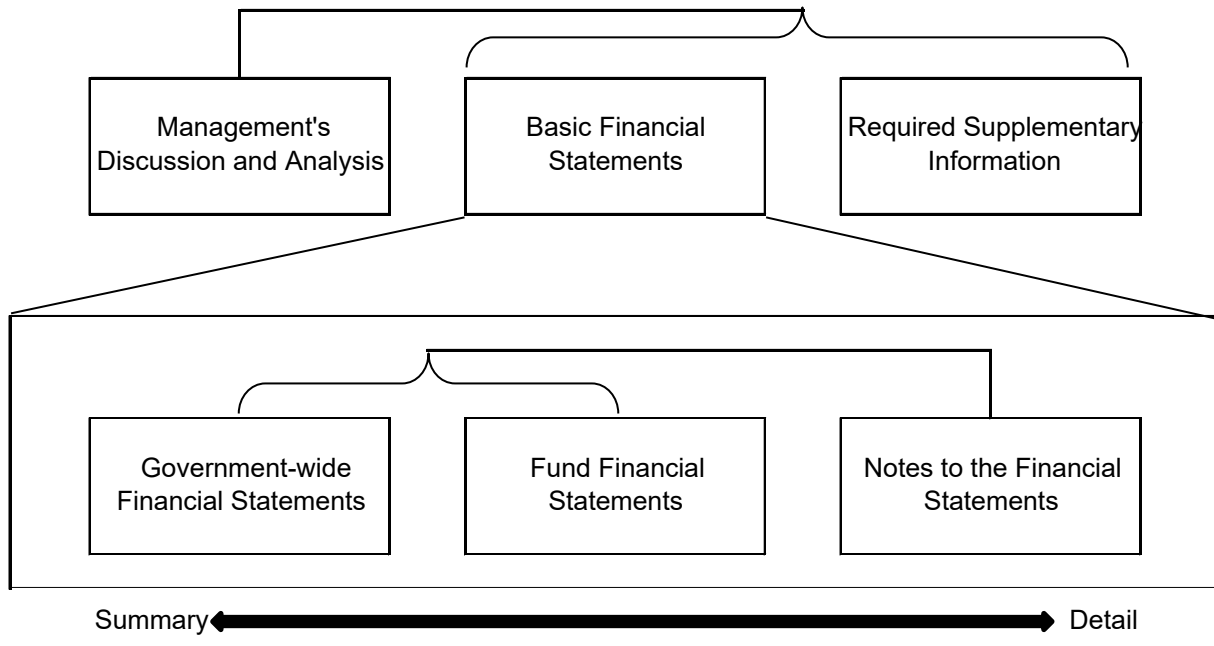 Management's
Discussion and Analysis
Basic Financial
Statements
Required Supplementary
Information
Government-wide
Financial Statements
Fund Financial
Statements
Notes to the Financial
Statements
Summary
Detail